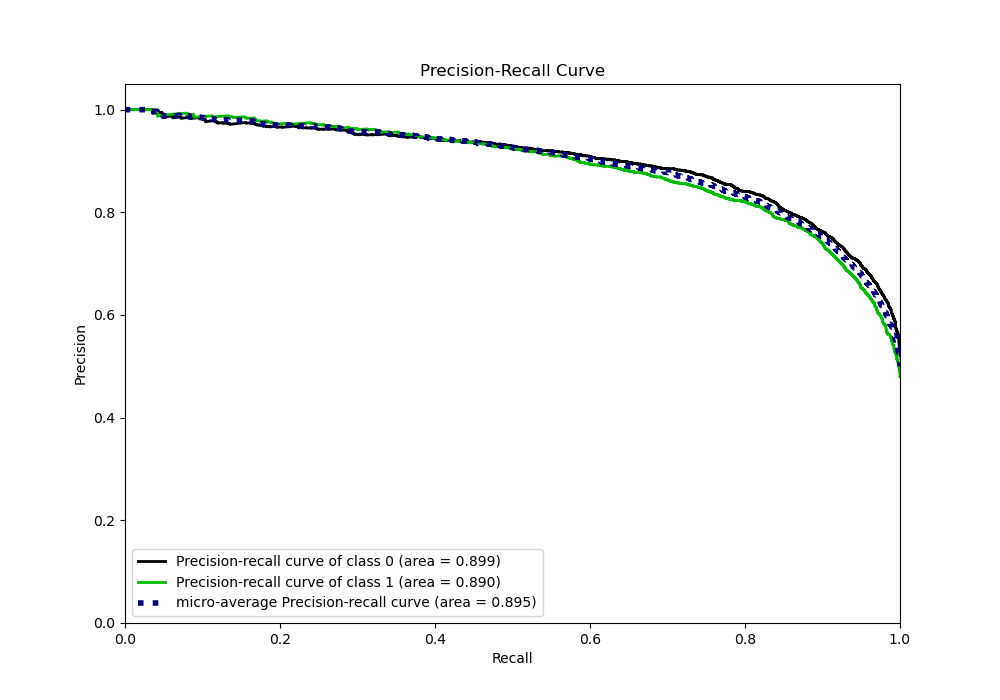 Precision-Recall Curve
1.0
0.8
0.6
0.4
0.2
0.0
Precision
Precision-recall curve of class 0 (area = 0.899)
Precision-recall curve of class 1 (area = 0.890)
micro-average Precision-recall curve (area = 0.895)
0.0 0.2 0.4 0.6 0.8 1.0
Recall